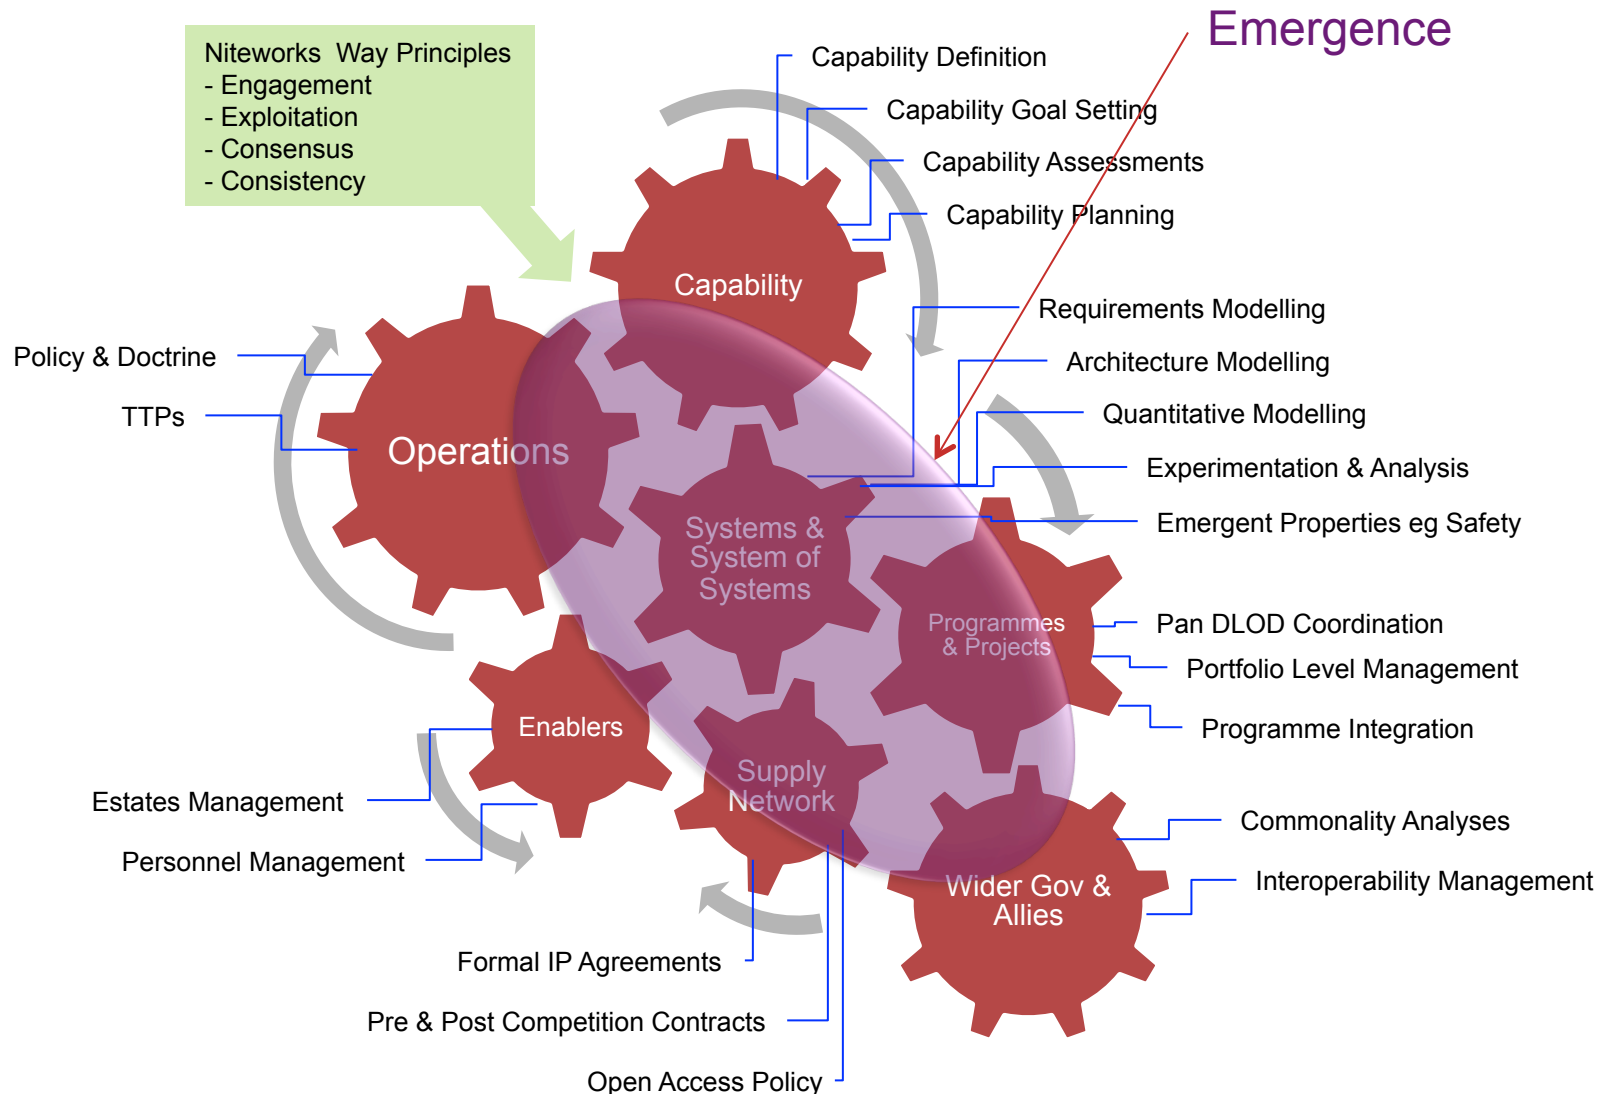 Emergence
Niteworks Way Principles
- Engagement
- Exploitation
- Consensus
- Consistency
Capability Definition
Capability Goal Setting
Capability Assessments
Capability Planning
Capability
Requirements Modelling
Architecture Modelling
Quantitative Modelling
Experimentation & Analysis
Emergent Properties eg Safety
Policy & Doctrine
TTPs
Operations
Systems &
System of
Systems
Programmes
& Projects
Pan DLOD Coordination
Portfolio Level Management
Programme Integration
Enablers
Estates Management
Personnel Management
Supply
Network
Commonality Analyses
Interoperability Management
Wider Gov &
Allies
Formal IP Agreements
Pre & Post Competition Contracts
Open Access Policy